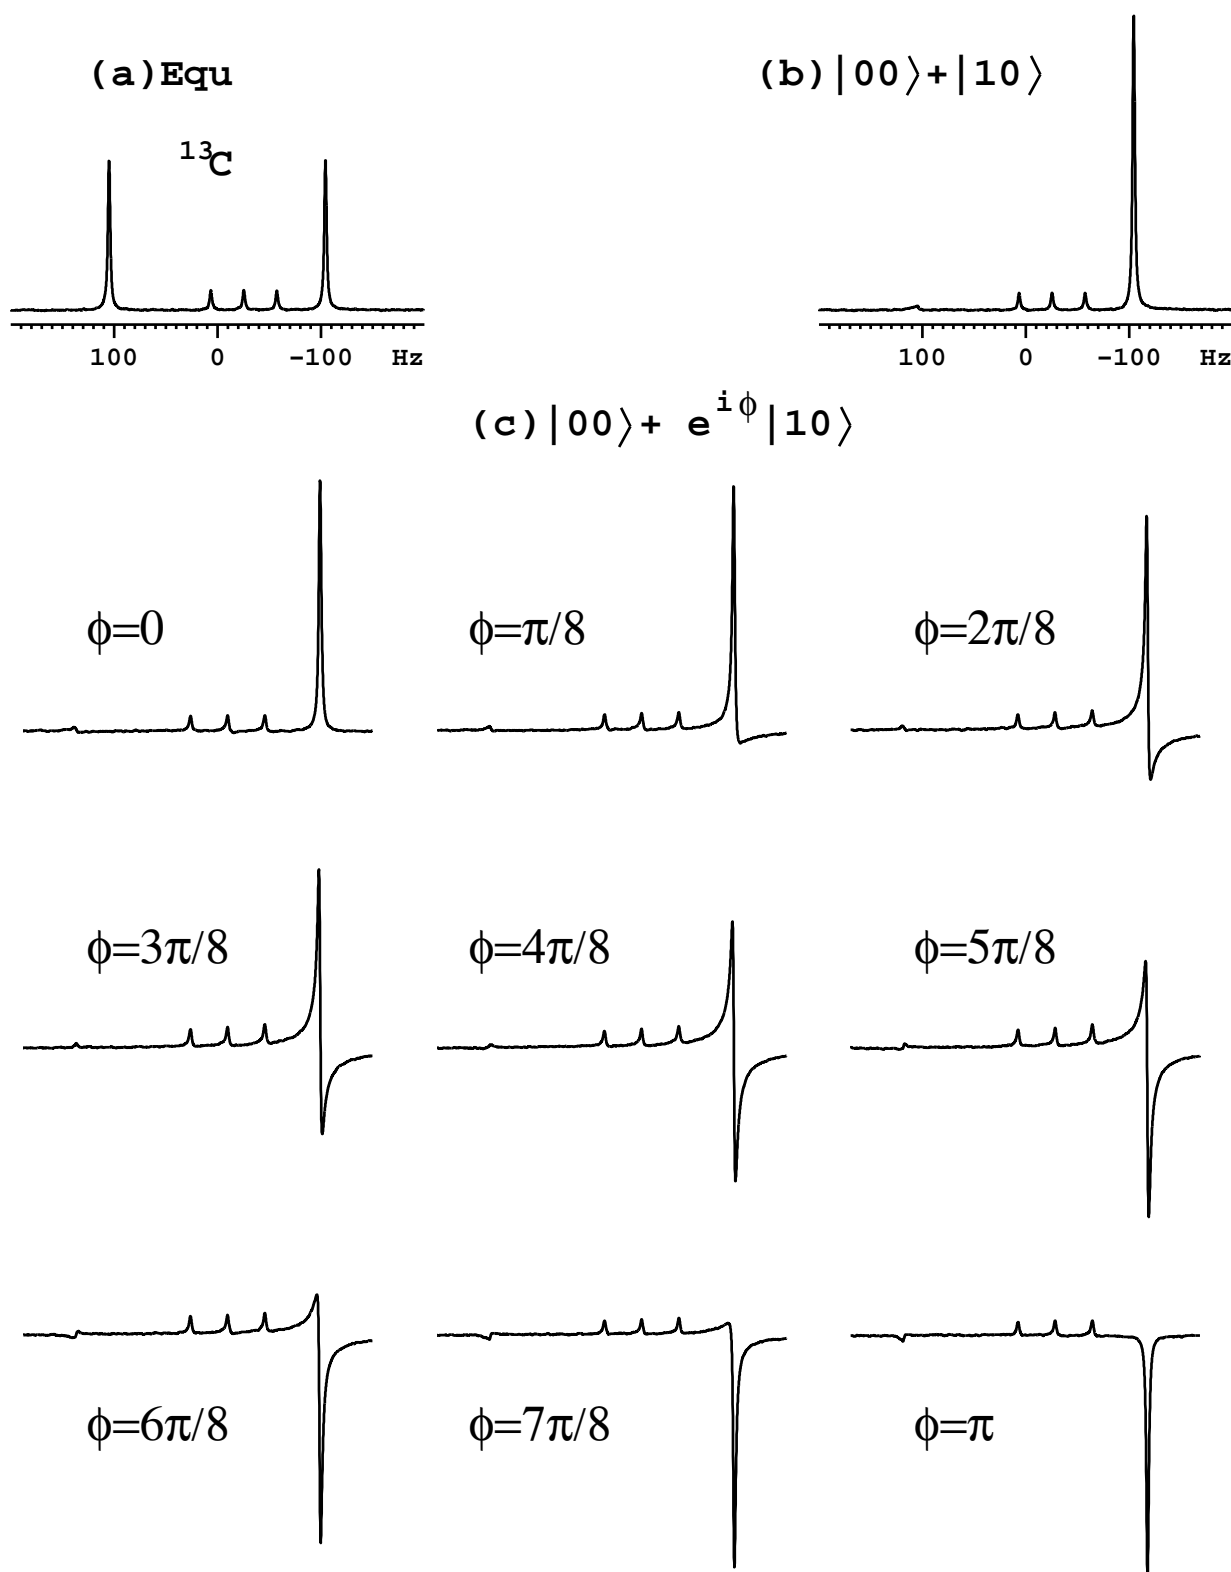 (a)Equ
(b)|00⟩+|10⟩
¹³C
100 0 −100 Hz
100 0 −100 Hz
(c)|00⟩+ e^{iϕ}|10⟩
ϕ=0
ϕ=π/8
ϕ=2π/8
ϕ=3π/8
ϕ=4π/8
ϕ=5π/8
ϕ=6π/8
ϕ=7π/8
ϕ=π